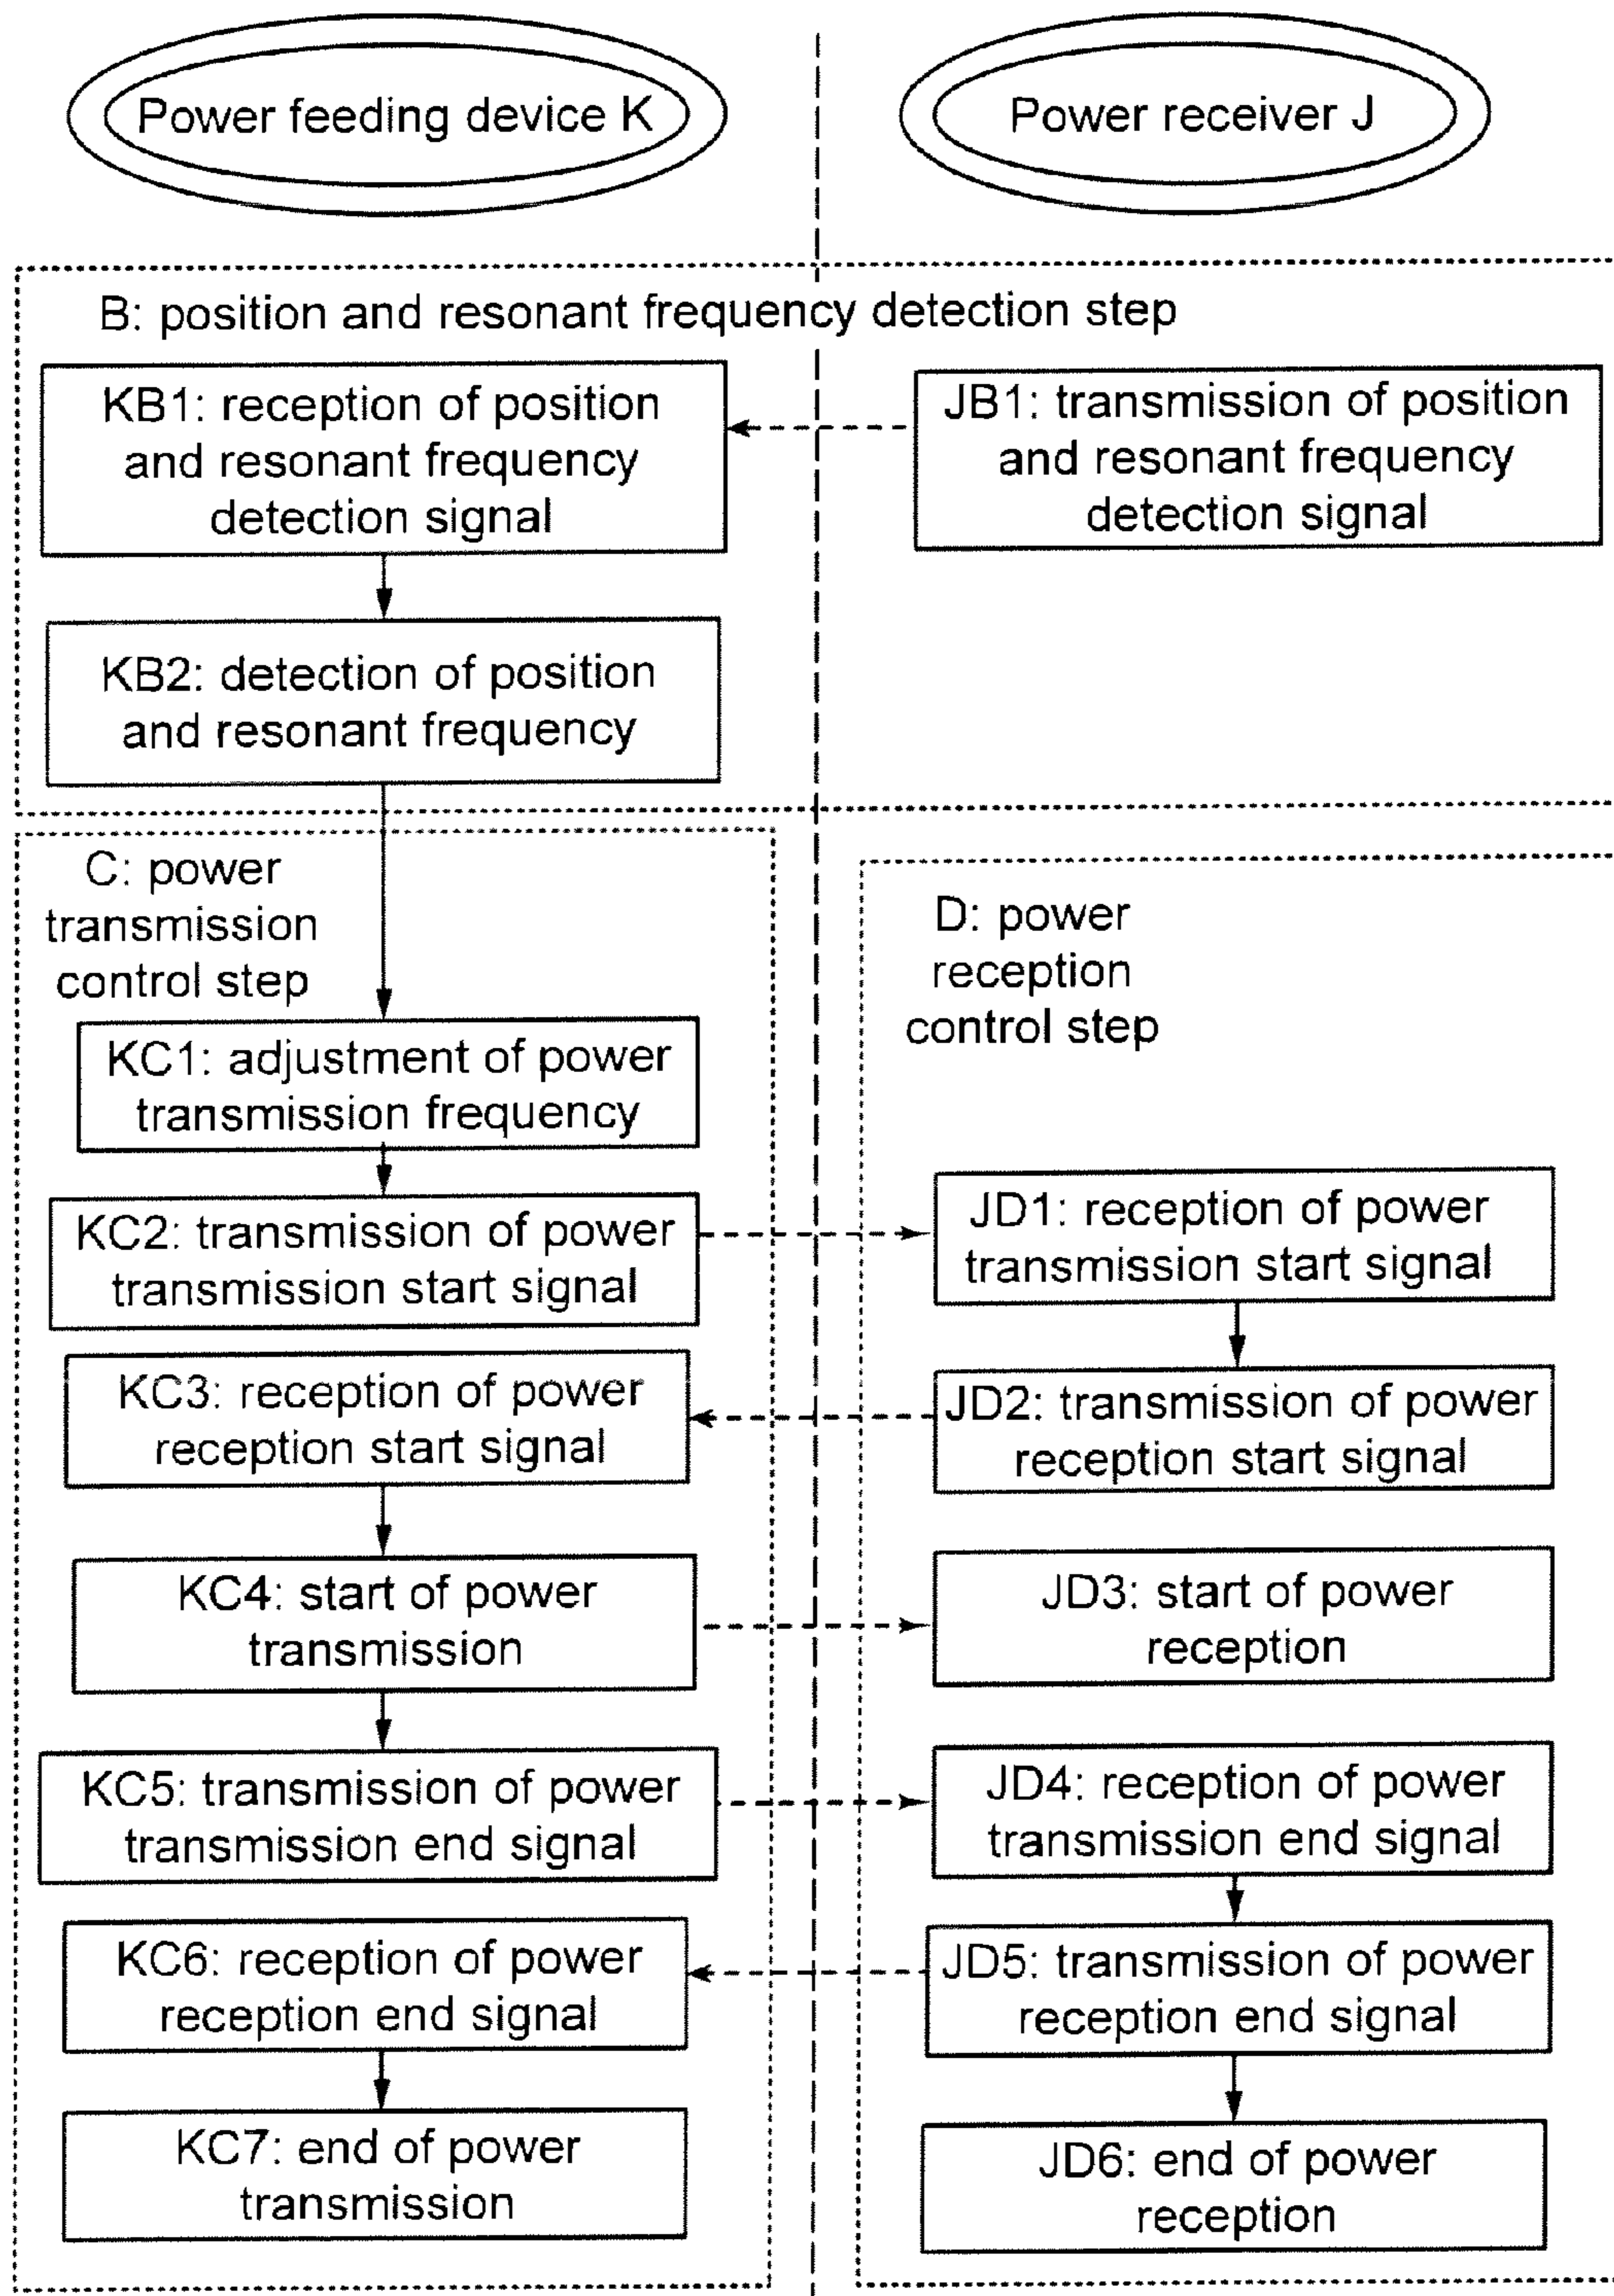 Power feeding device K
Power receiver J
B: position and resonant frequency detection step
KB1: reception of position
and resonant frequency
detection signal
JB1: transmission of position
and resonant frequency
detection signal
KB2: detection of position
and resonant frequency
C: power
transmission
control step
D: power
reception
control step
KC1: adjustment of power
transmission frequency
KC2: transmission of power
transmission start signal
JD1: reception of power
transmission start signal
KC3: reception of power
reception start signal
JD2: transmission of power
reception start signal
KC4: start of power
transmission
JD3: start of power
reception
KC5: transmission of power
transmission end signal
JD4: reception of power
transmission end signal
KC6: reception of power
reception end signal
JD5: transmission of power
reception end signal
KC7: end of power
transmission
JD6: end of power
reception